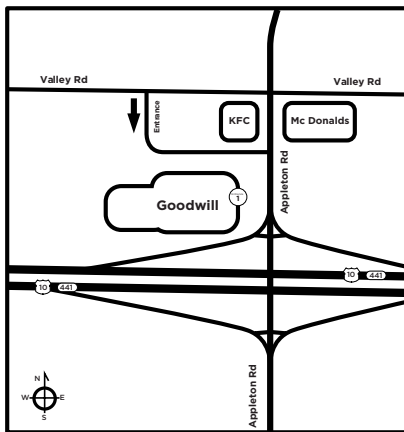 Valley Rd
Valley Rd
Entrance
KFC
Mc Donalds
Appleton Rd
Goodwill
1
10 441
10 441
Appleton Rd
N
W E
S